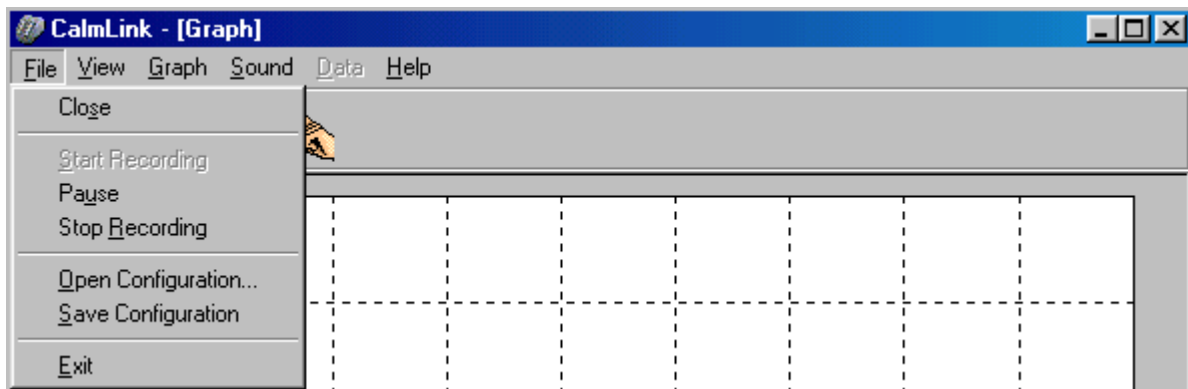 CalmLink - [Graph]
File View Graph Sound Data Help
Close
Start Recording
Pause
Stop Recording
Open Configuration...
Save Configuration
Exit